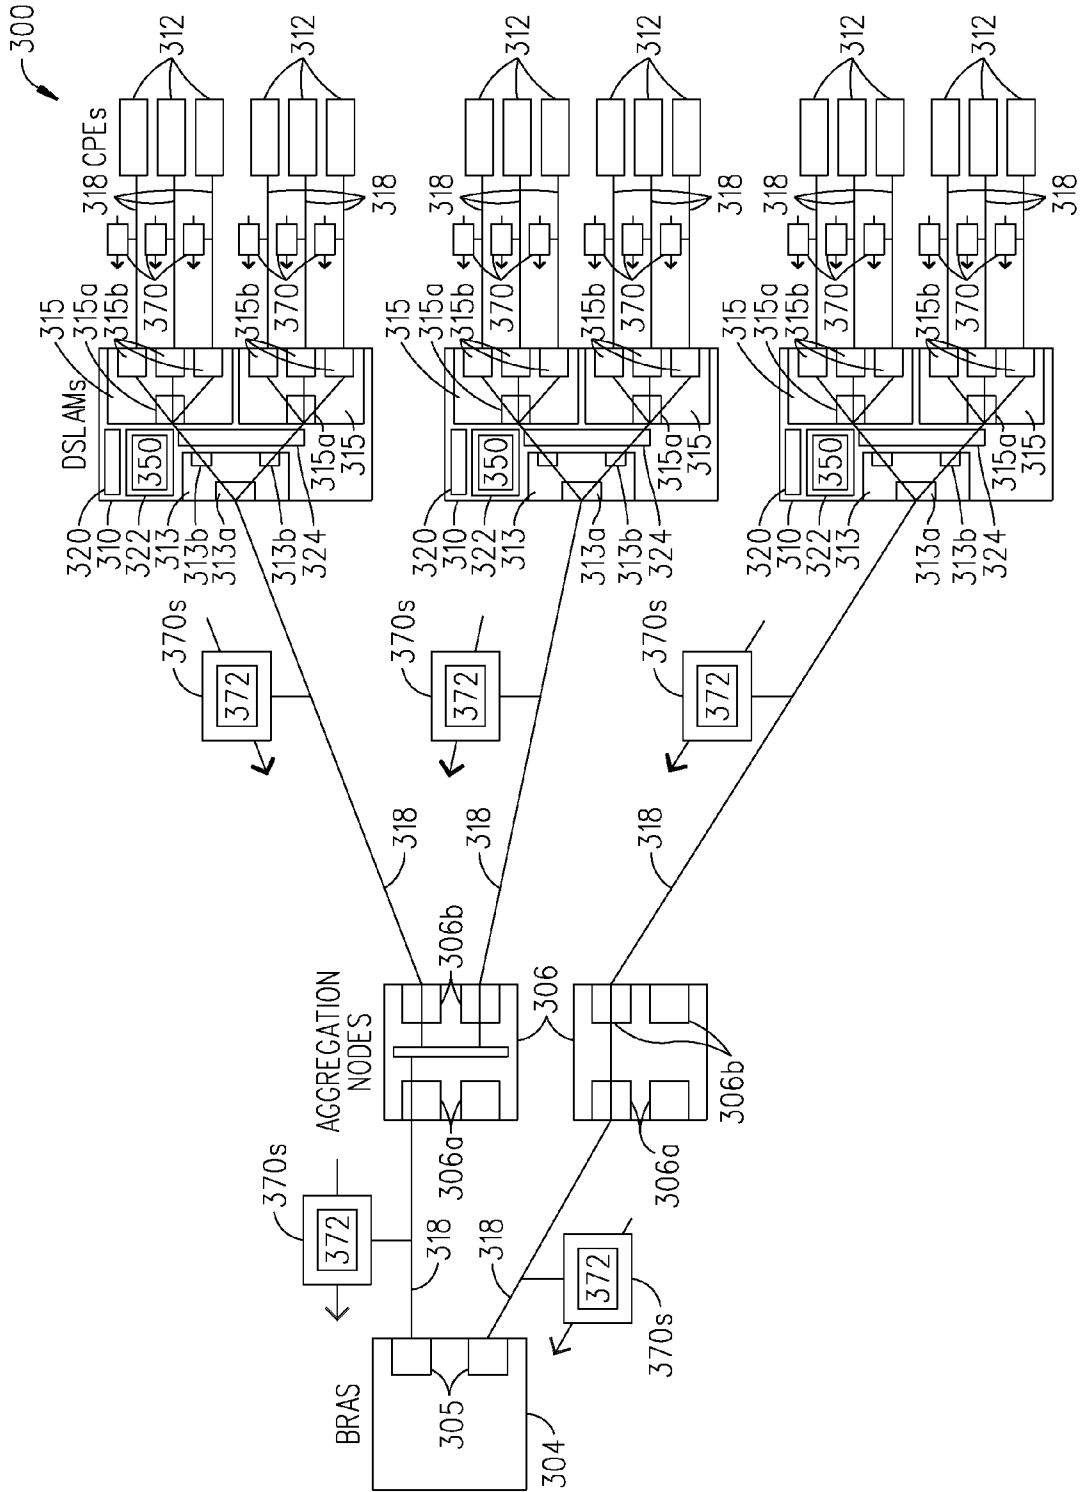 300
312
312
312
312
312
312
CPEs
318
318
318
318
318
318
DSLAMs
315
315a
315b
370
315b
370
315
315a
315b
370
315b
370
315
315a
315b
370
315b
370
350
315a
315
350
315a
315
350
315a
315
320
310
322
313
313b
313a
313b
324
320
310
322
313
313a
313b
324
320
310
322
313
313a
313b
324
370s
372
370s
372
370s
372
318
318
318
AGGREGATION
NODES
306b
306
306b
306a
306a
370s
372
318
318
372
370s
BRAS
305
304